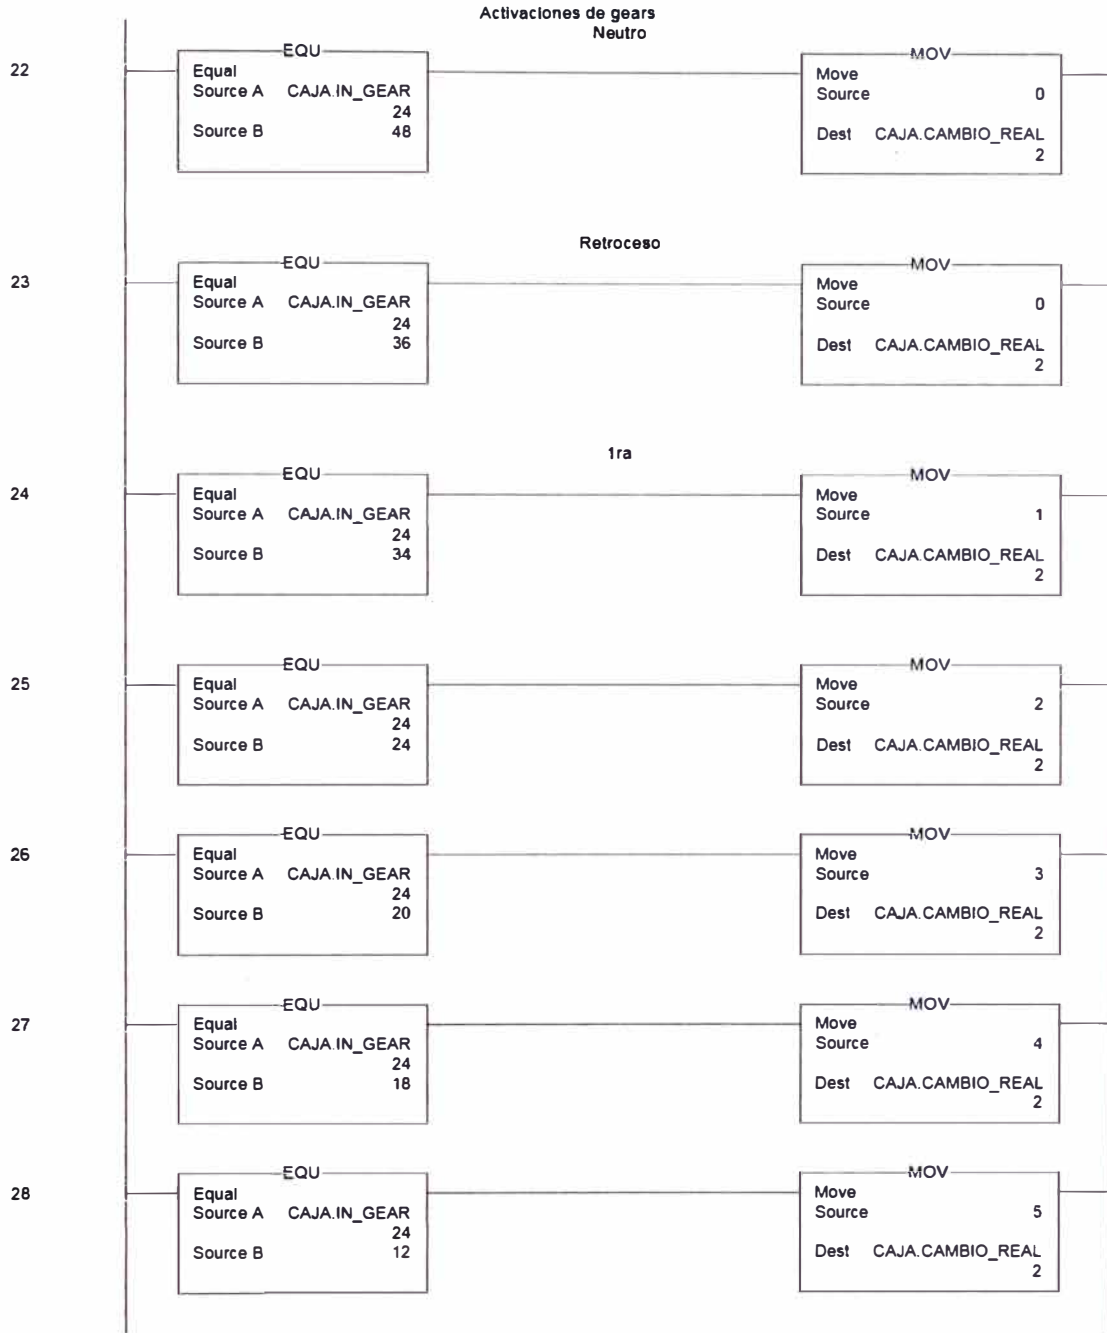 Activaciones de gears
Neutro
22
EQU
Equal
Source A CAJA.IN_GEAR
24
Source B 48
MOV
Move
Source 0
Dest CAJA.CAMBIO_REAL
2
Retroceso
23
EQU
Equal
Source A CAJA.IN_GEAR
24
Source B 36
MOV
Move
Source 0
Dest CAJA.CAMBIO_REAL
2
1ra
24
EQU
Equal
Source A CAJA.IN_GEAR
24
Source B 34
MOV
Move
Source 1
Dest CAJA.CAMBIO_REAL
2
25
EQU
Equal
Source A CAJA.IN_GEAR
24
Source B 24
MOV
Move
Source 2
Dest CAJA.CAMBIO_REAL
2
26
EQU
Equal
Source A CAJA.IN_GEAR
24
Source B 20
MOV
Move
Source 3
Dest CAJA.CAMBIO_REAL
2
27
EQU
Equal
Source A CAJA.IN_GEAR
24
Source B 18
MOV
Move
Source 4
Dest CAJA.CAMBIO_REAL
2
28
EQU
Equal
Source A CAJA.IN_GEAR
24
Source B 12
MOV
Move
Source 5
Dest CAJA.CAMBIO_REAL
2